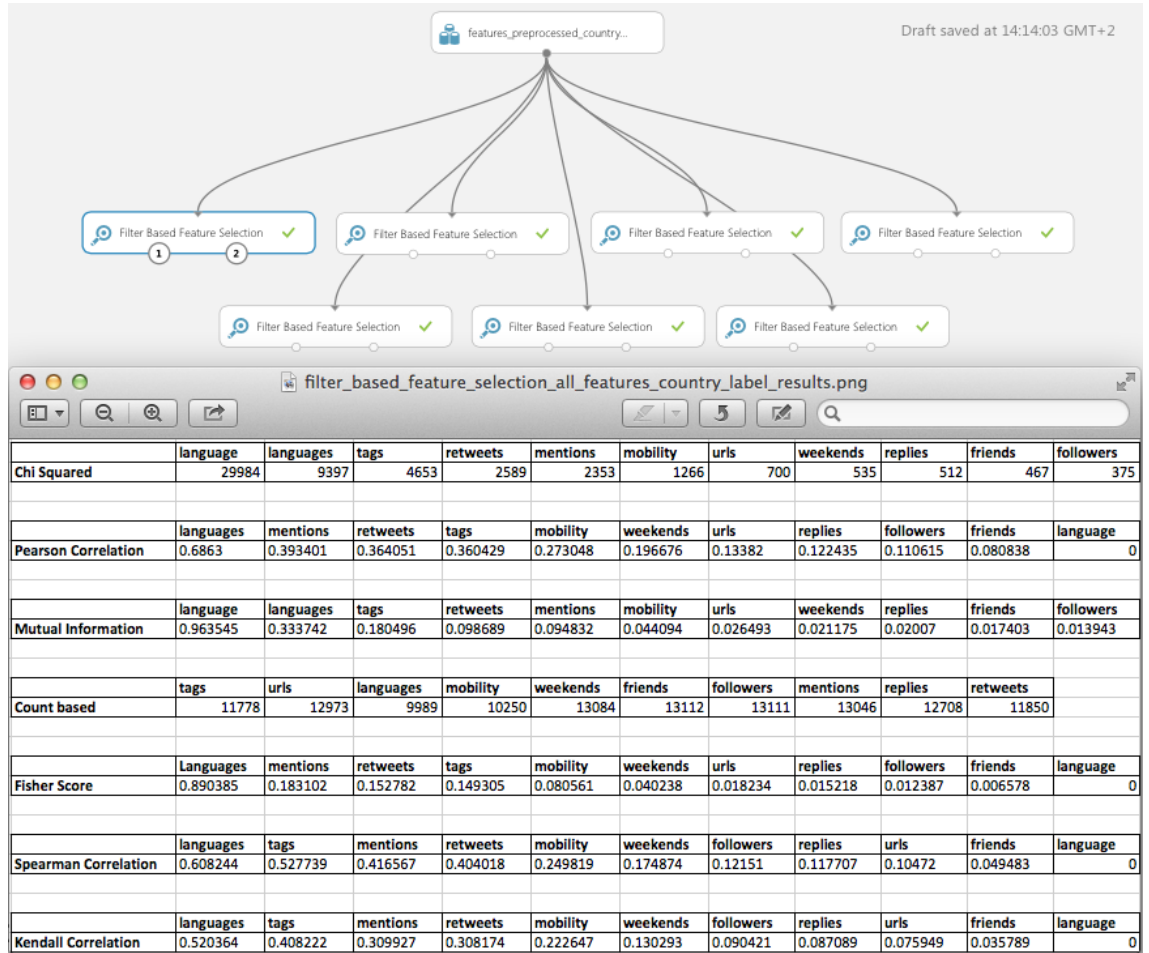 features_preprocessed_country...
Draft saved at 14:14:03 GMT+2
Filter Based Feature Selection
1
2
Filter Based Feature Selection
Filter Based Feature Selection
Filter Based Feature Selection
Filter Based Feature Selection
Filter Based Feature Selection
Filter Based Feature Selection
filter_based_feature_selection_all_features_country_label_results.png
language languages tags retweets mentions mobility urls weekends replies friends followers
Chi Squared 29984 9397 4653 2589 2353 1266 700 535 512 467 375
languages mentions retweets tags mobility weekends urls replies followers friends language
Pearson Correlation 0.6863 0.393401 0.364051 0.360429 0.273048 0.196676 0.13382 0.122435 0.110615 0.080838 0
language languages tags retweets mentions mobility urls weekends replies friends followers
Mutual Information 0.963545 0.333742 0.180496 0.098689 0.094832 0.044094 0.026493 0.021175 0.02007 0.017403 0.013943
tags urls languages mobility weekends friends followers mentions replies retweets
Count based 11778 12973 9989 10250 13084 13112 13111 13046 12708 11850
Languages mentions retweets tags mobility weekends urls replies followers friends language
Fisher Score 0.890385 0.183102 0.152782 0.149305 0.080561 0.040238 0.018234 0.015218 0.012387 0.006578 0
languages tags mentions retweets mobility weekends followers replies urls friends language
Spearman Correlation 0.608244 0.527739 0.416567 0.404018 0.249819 0.174874 0.12151 0.117707 0.10472 0.049483 0
languages tags mentions retweets mobility weekends followers replies urls friends language
Kendall Correlation 0.520364 0.408222 0.309927 0.308174 0.222647 0.130293 0.090421 0.087089 0.075949 0.035789 0